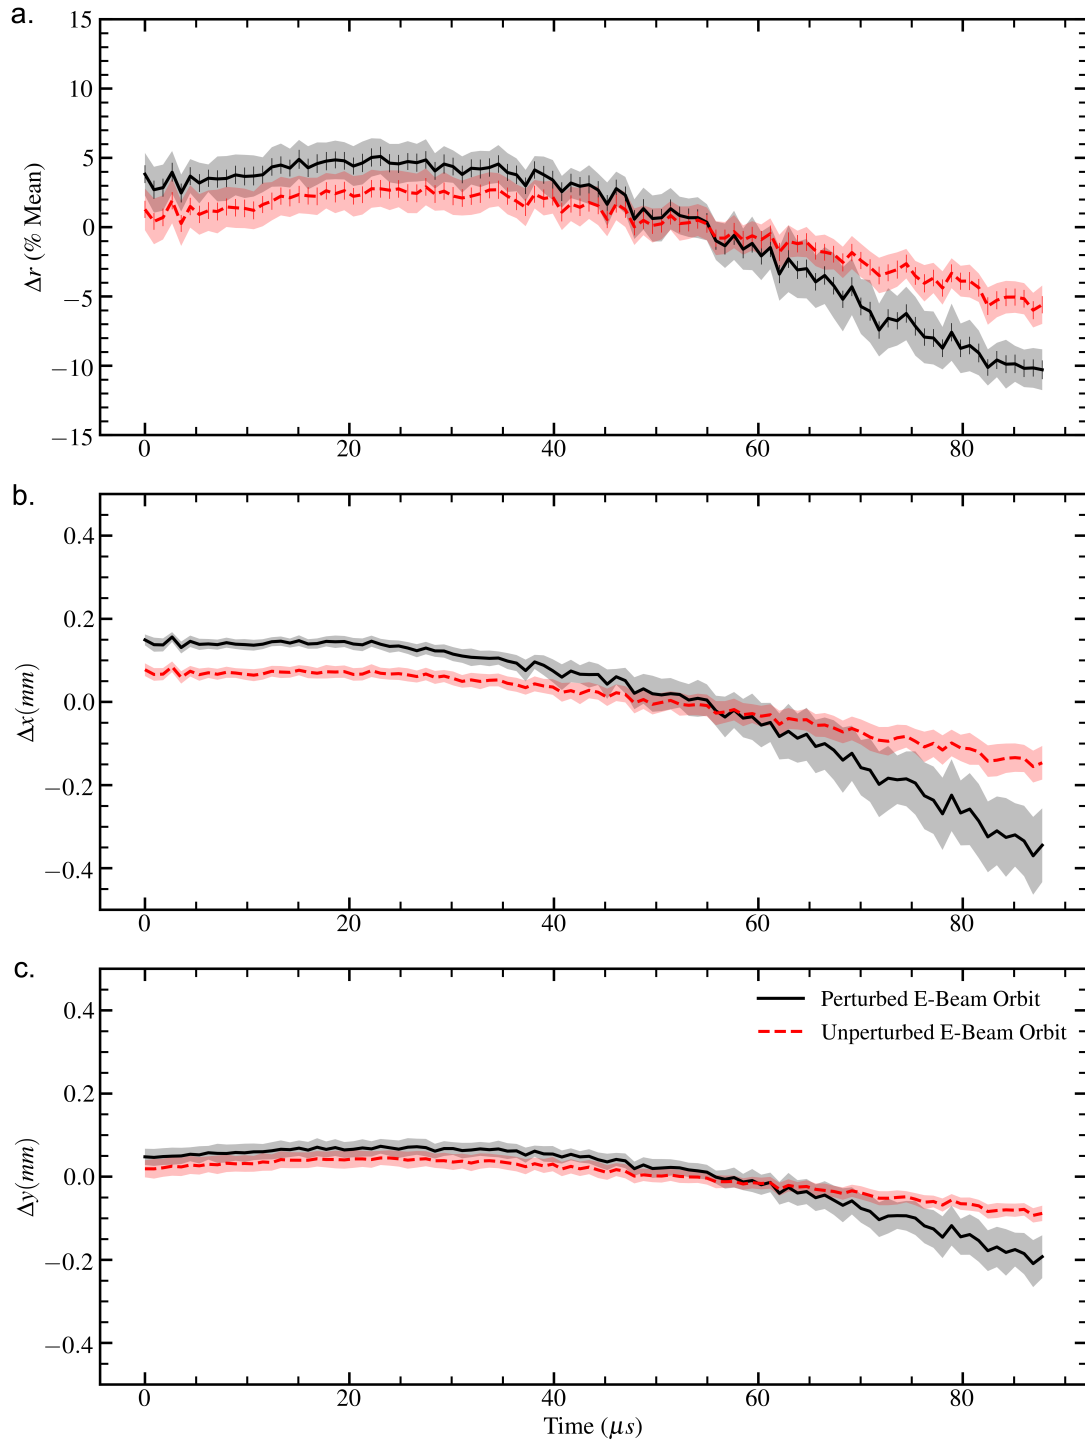 a.
15
10
5
0
−5
−10
−15
Δr (% Mean)
0 20 40 60 80
b.
0.4
0.2
0.0
−0.2
−0.4
Δx(mm)
0 20 40 60 80
c.
Perturbed E-Beam Orbit
Unperturbed E-Beam Orbit
0.4
0.2
0.0
−0.2
−0.4
Δy(mm)
0 20 40 60 80
Time (μs)